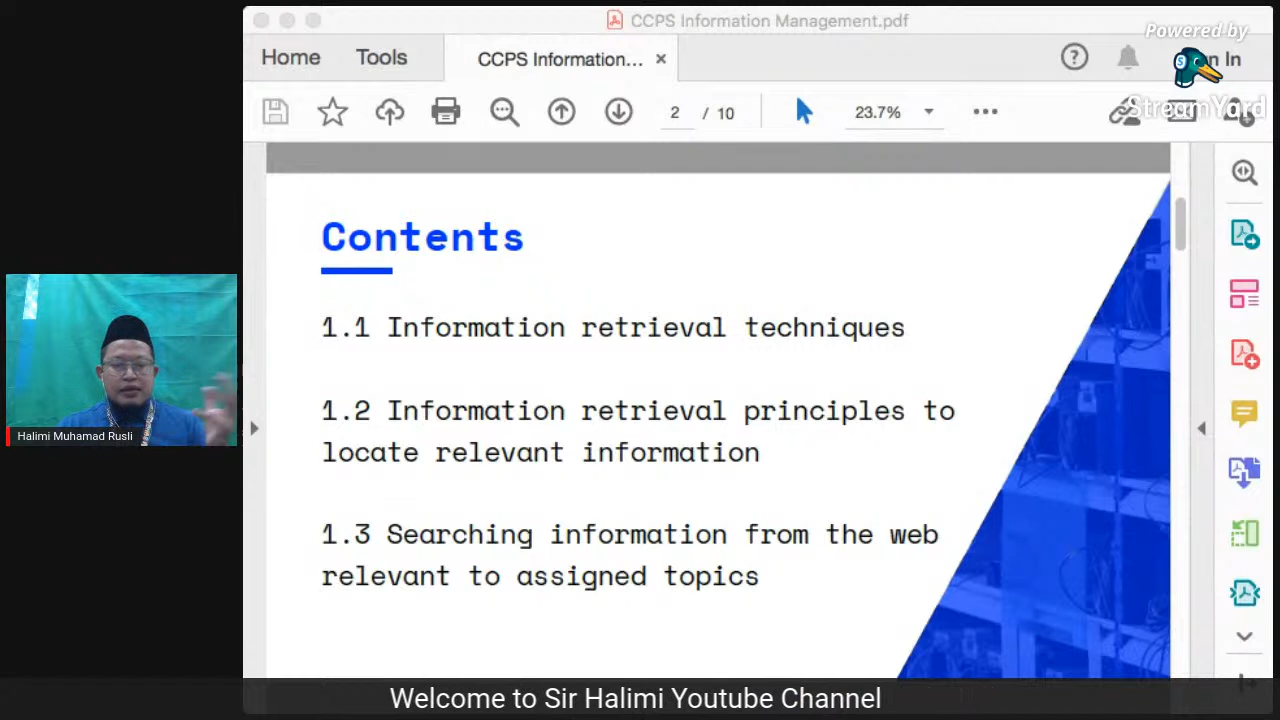 CCPS Information Management.pdf
Powered by
Home
Tools
CCPS Information...
In
StreamYard
2 / 10
23.7%
Contents
1.1 Information retrieval techniques
1.2 Information retrieval principles to
locate relevant information
1.3 Searching information from the web
relevant to assigned topics
Halimi Muhamad Rusli
Welcome to Sir Halimi Youtube Channel